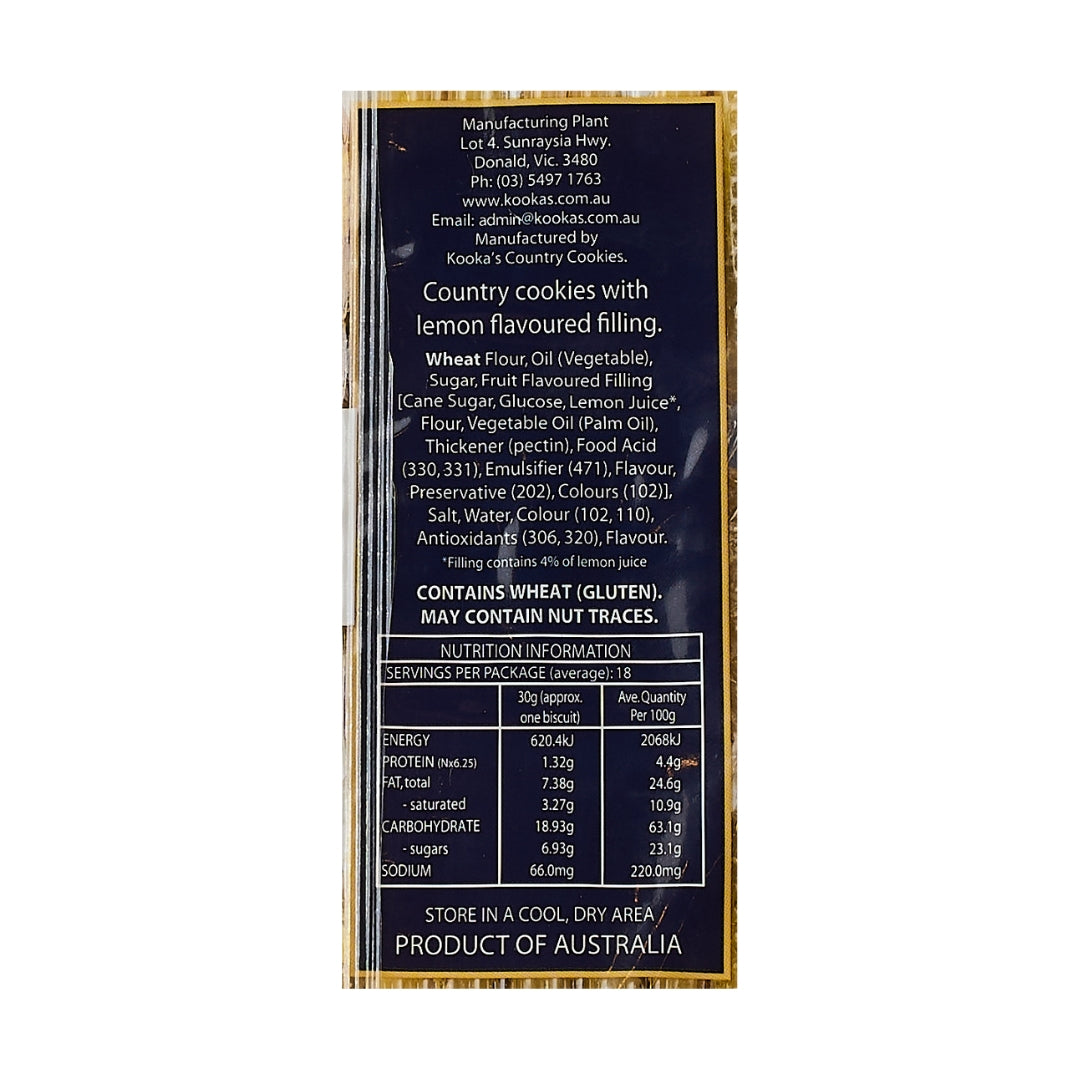 Manufacturing Plant
Lot 4. Sunraysia Hwy.
Donald, Vic. 3480
Ph: (03) 5497 1763
www.kookas.com.au
Email: admin@kookas.com.au
Manufactured by
Kooka's Country Cookies.
Country cookies with
lemon flavoured filling.
Wheat Flour, Oil (Vegetable),
Sugar, Fruit Flavoured Filling
[Cane Sugar, Glucose, Lemon Juice*,
Flour, Vegetable Oil (Palm Oil),
Thickener (pectin), Food Acid
(330, 331), Emulsifier (471), Flavour,
Preservative (202), Colours (102)],
Salt, Water, Colour (102, 110),
Antioxidants (306, 320), Flavour.
*Filling contains 4% of lemon juice
CONTAINS WHEAT (GLUTEN).
MAY CONTAIN NUT TRACES.
NUTRITION INFORMATION
SERVINGS PER PACKAGE (average): 18
30g (approx. one biscuit) Ave. Quantity Per 100g
ENERGY 620.4kJ 2068kJ
PROTEIN (Nx6.25) 1.32g 4.4g
FAT, total 7.38g 24.6g
- saturated 3.27g 10.9g
CARBOHYDRATE 18.93g 63.1g
- sugars 6.93g 23.1g
SODIUM 66.0mg 220.0mg
STORE IN A COOL, DRY AREA
PRODUCT OF AUSTRALIA